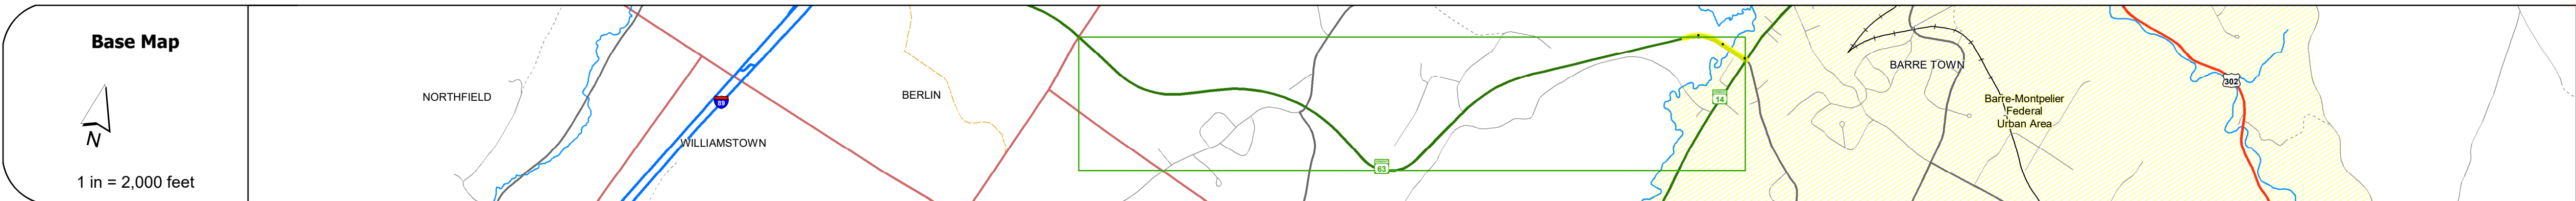 Base Map
N
1 in = 2,000 feet
NORTHFIELD
89
WILLIAMSTOWN
BERLIN
63
14
BARRE TOWN
Barre-Montpelier
Federal
Urban Area
302